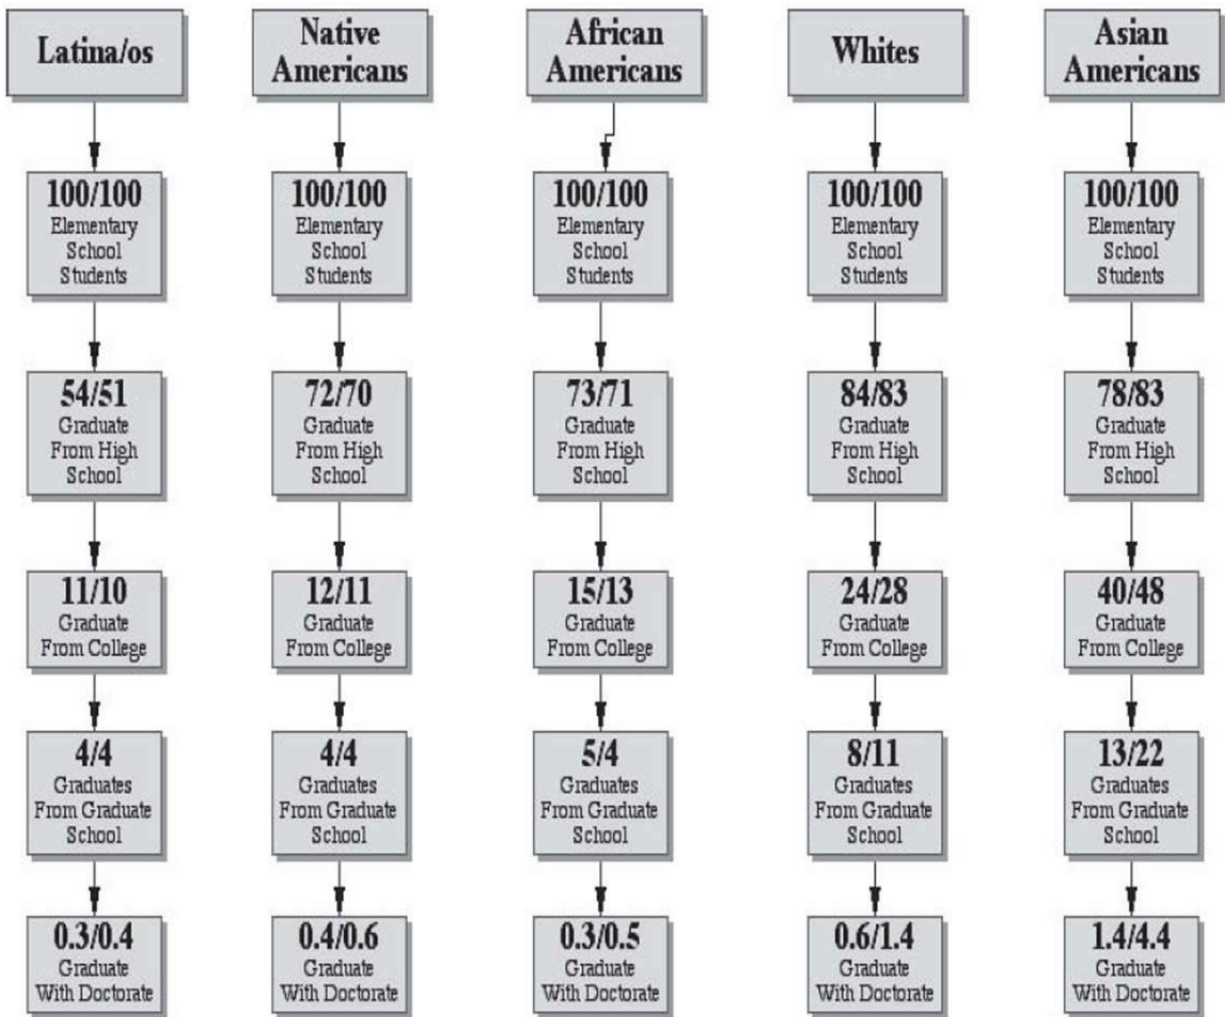 Latina/os
Native
Americans
African
Americans
Whites
Asian
Americans
100/100
Elementary
School
Students
100/100
Elementary
School
Students
100/100
Elementary
School
Students
100/100
Elementary
School
Students
100/100
Elementary
School
Students
54/51
Graduate
From High
School
72/70
Graduate
From High
School
73/71
Graduate
From High
School
84/83
Graduate
From High
School
78/83
Graduate
From High
School
11/10
Graduate
From College
12/11
Graduate
From College
15/13
Graduate
From College
24/28
Graduate
From College
40/48
Graduate
From College
4/4
Graduates
From Graduate
School
4/4
Graduates
From Graduate
School
5/4
Graduates
From Graduate
School
8/11
Graduates
From Graduate
School
13/22
Graduates
From Graduate
School
0.3/0.4
Graduate
With Doctorate
0.4/0.6
Graduate
With Doctorate
0.3/0.5
Graduate
With Doctorate
0.6/1.4
Graduate
With Doctorate
1.4/4.4
Graduate
With Doctorate